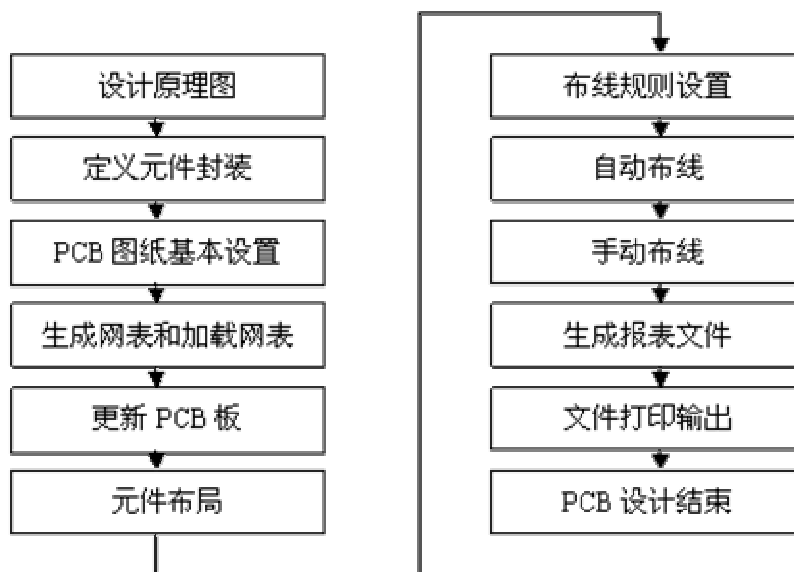 设计原理图
定义元件封装
PCB 图纸基本设置
生成网表和加载网表
更新 PCB 板
元件布局
布线规则设置
自动布线
手动布线
生成报表文件
文件打印输出
PCB 设计结束